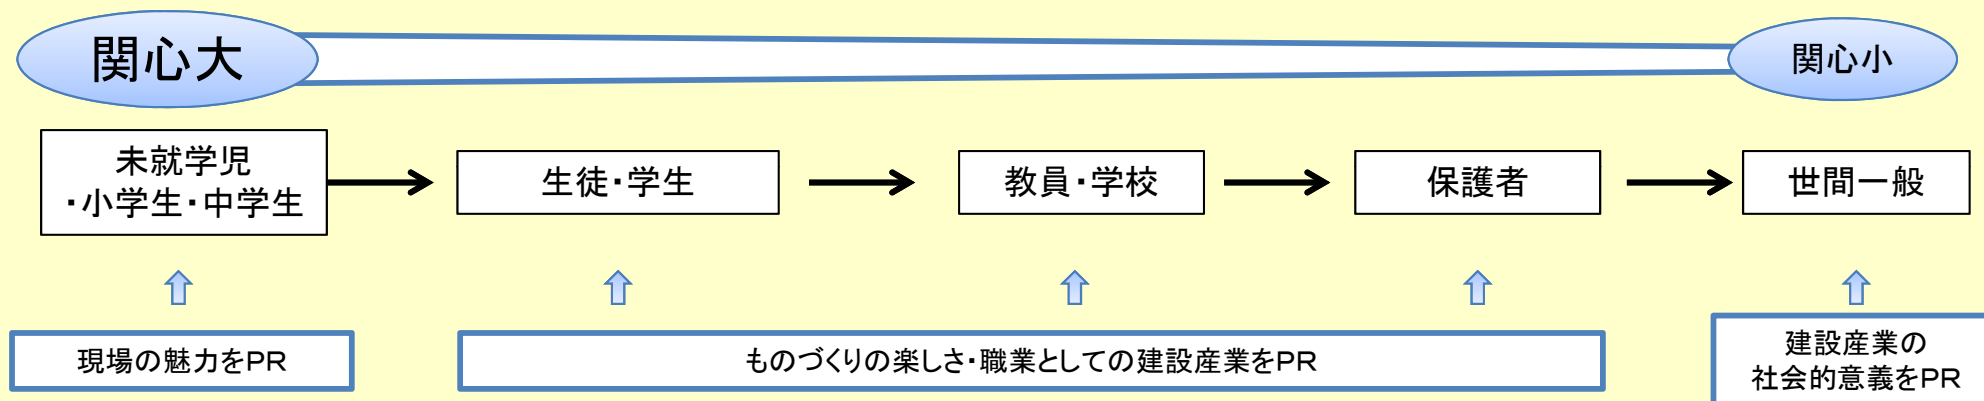 関心大
関心小
未就学児
・小学生・中学生
生徒・学生
教員・学校
保護者
世間一般
現場の魅力をPR
ものづくりの楽しさ・職業としての建設産業をPR
建設産業の
社会的意義をPR